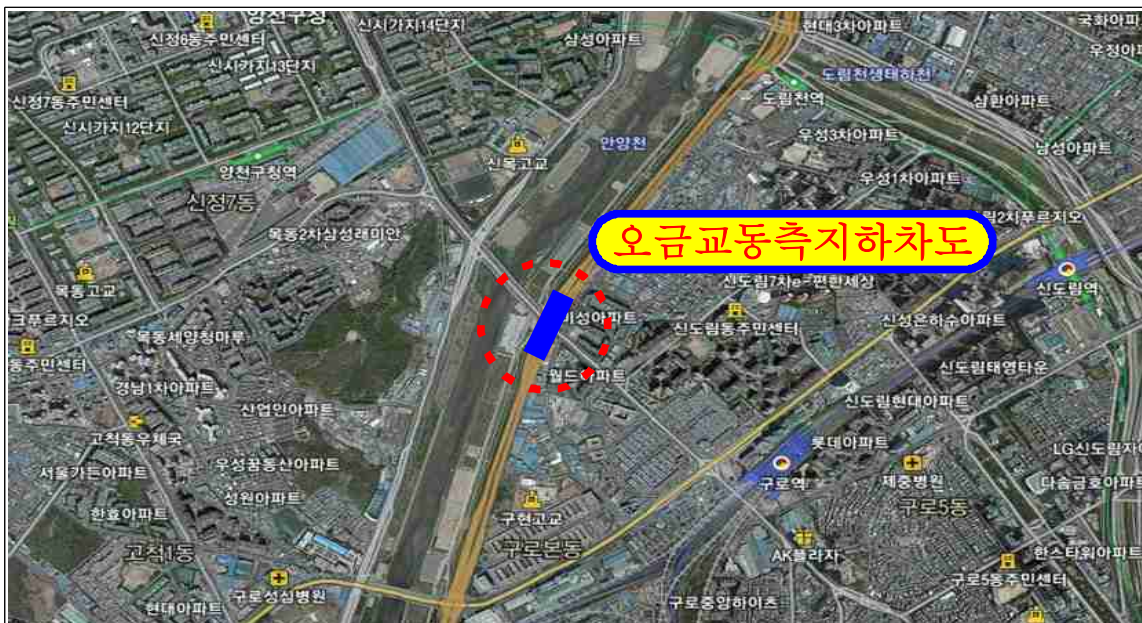 양천구청
신정6동주민센터
신시가지14단지
삼성아파트
현대3차아파트
국화아파
우정아
신시가지13단지
도림천생태하천
신정7동주민센터
도림천역
삼환아파트
신시가지12단지
안양천
우성3차아파트
남성아파트
신목고교
양천구청역
우성1차아파트
신정7동
림2차푸르지오
목동2차삼성래미안
오금교동측지하차도
목동고교
신도림7차e-편한세상
신도림역
크푸르지오
미성아파트
신도림동주민센터
신성은하수아파트
목동세양청마루
동주민센터
월드아파트
신도림태영타운
경남1차아파트
신도림현대아파트
산업인아파트
고척동우체국
롯데아파트
LG신도림자이
서울가든아파트
우성꿈동산아파트
구로역
제중병원
다솜금호아파트
성원아파트
구로5동
한효아파트
구현고교
고척1동
구로본동
AK플라자
한스타워아파트
구로성심병원
구로5동주민센터
현대아파트
구로중앙하이츠